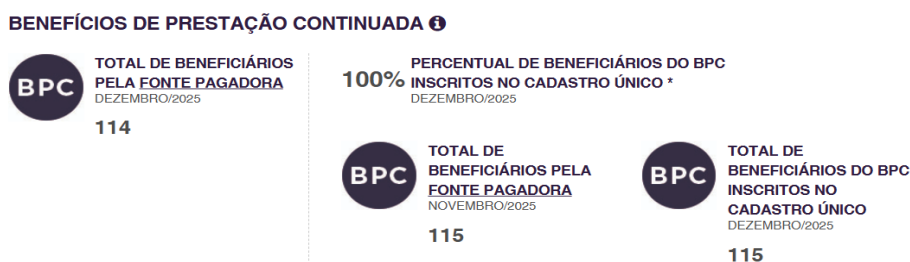 BENEFÍCIOS DE PRESTAÇÃO CONTINUADA i
BPC
TOTAL DE BENEFICIÁRIOS
PELA FONTE PAGADORA
DEZEMBRO/2025
114
100%
PERCENTUAL DE BENEFICIÁRIOS DO BPC
INSCRITOS NO CADASTRO ÚNICO *
DEZEMBRO/2025
BPC
TOTAL DE
BENEFICIÁRIOS PELA
FONTE PAGADORA
NOVEMBRO/2025
115
BPC
TOTAL DE
BENEFICIÁRIOS DO BPC
INSCRITOS NO
CADASTRO ÚNICO
DEZEMBRO/2025
115